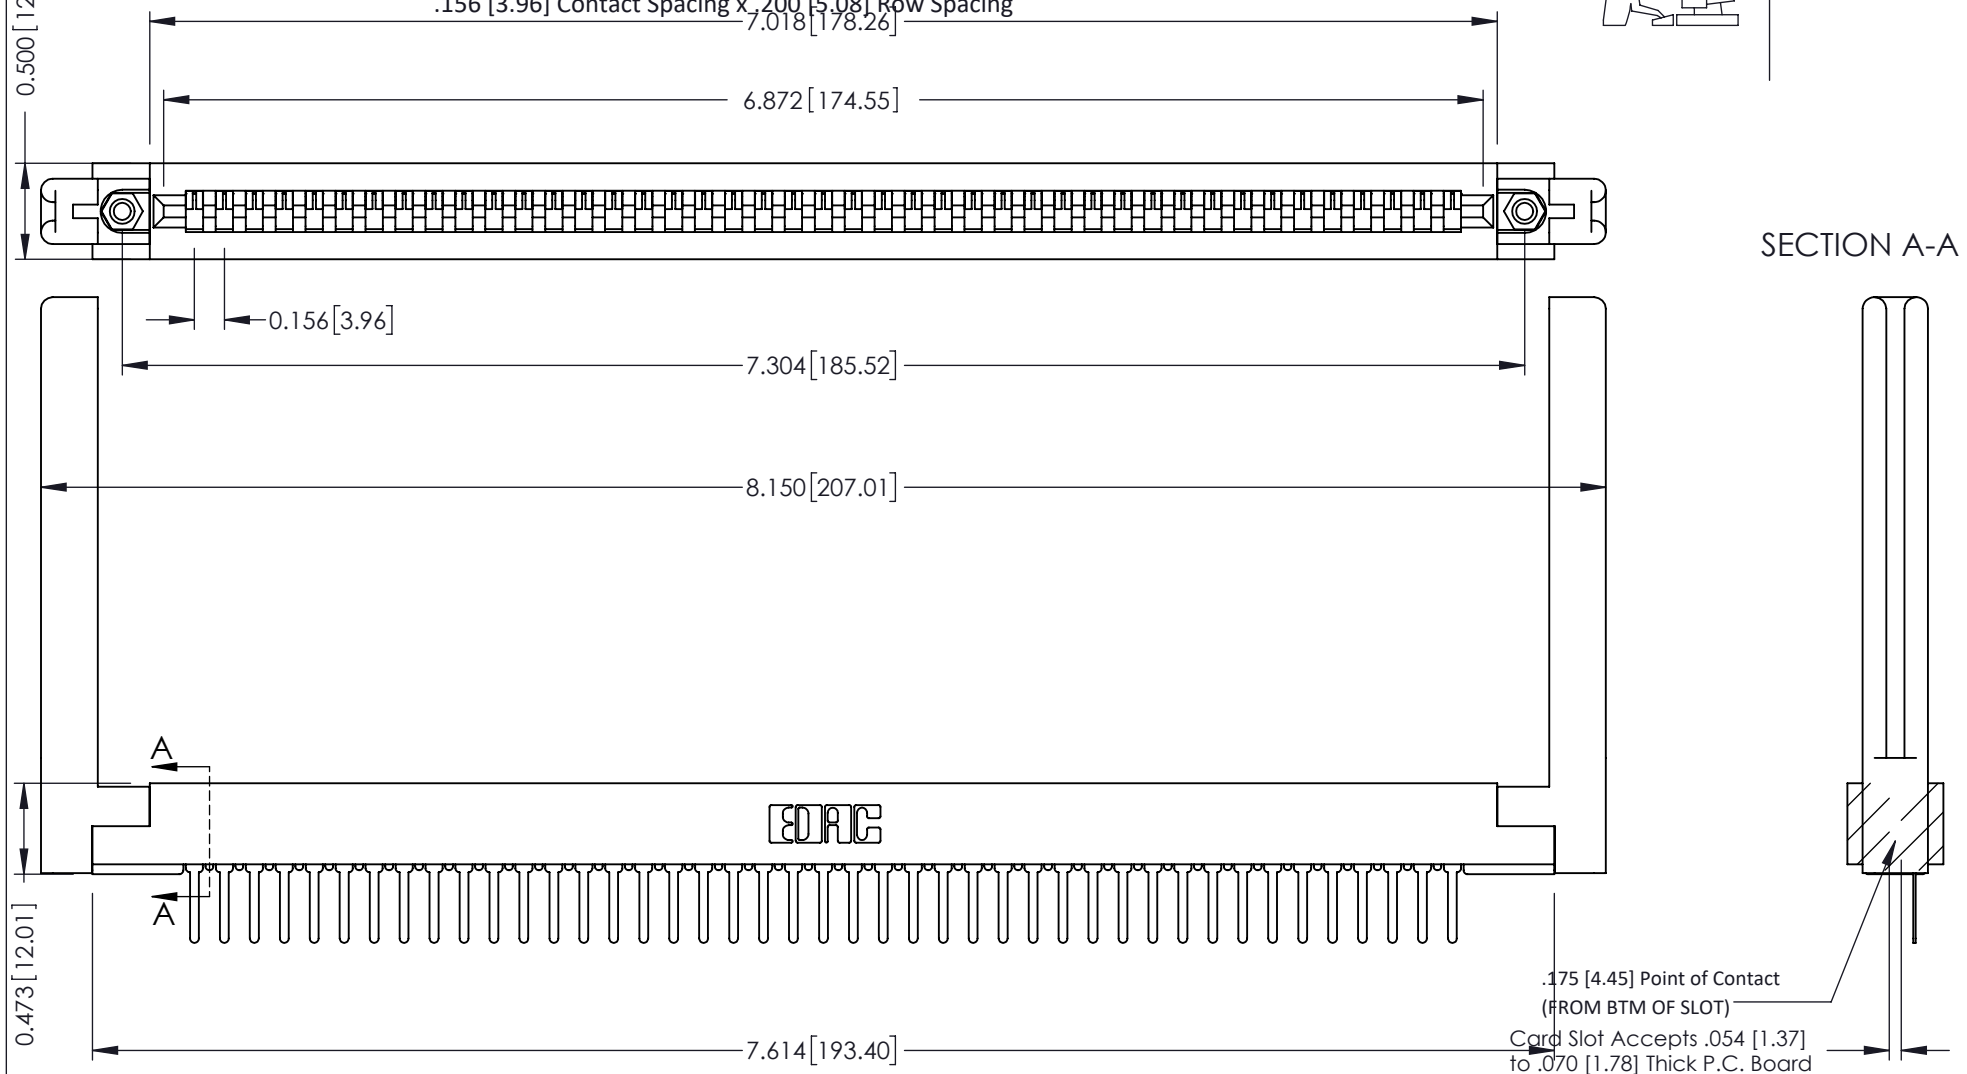 .156 [3.96] Contact Spacing x .200 [5.08] Row Spacing
7.018[178.26]
0.500[12
6.872[174.55]
SECTION A-A
0.156[3.96]
7.304[185.52]
8.150[207.01]
A
EDAC
A
0.473[12.01]
.175 [4.45] Point of Contact
(FROM BTM OF SLOT)
Card Slot Accepts .054 [1.37]
to .070 [1.78] Thick P.C. Board
7.614[193.40]